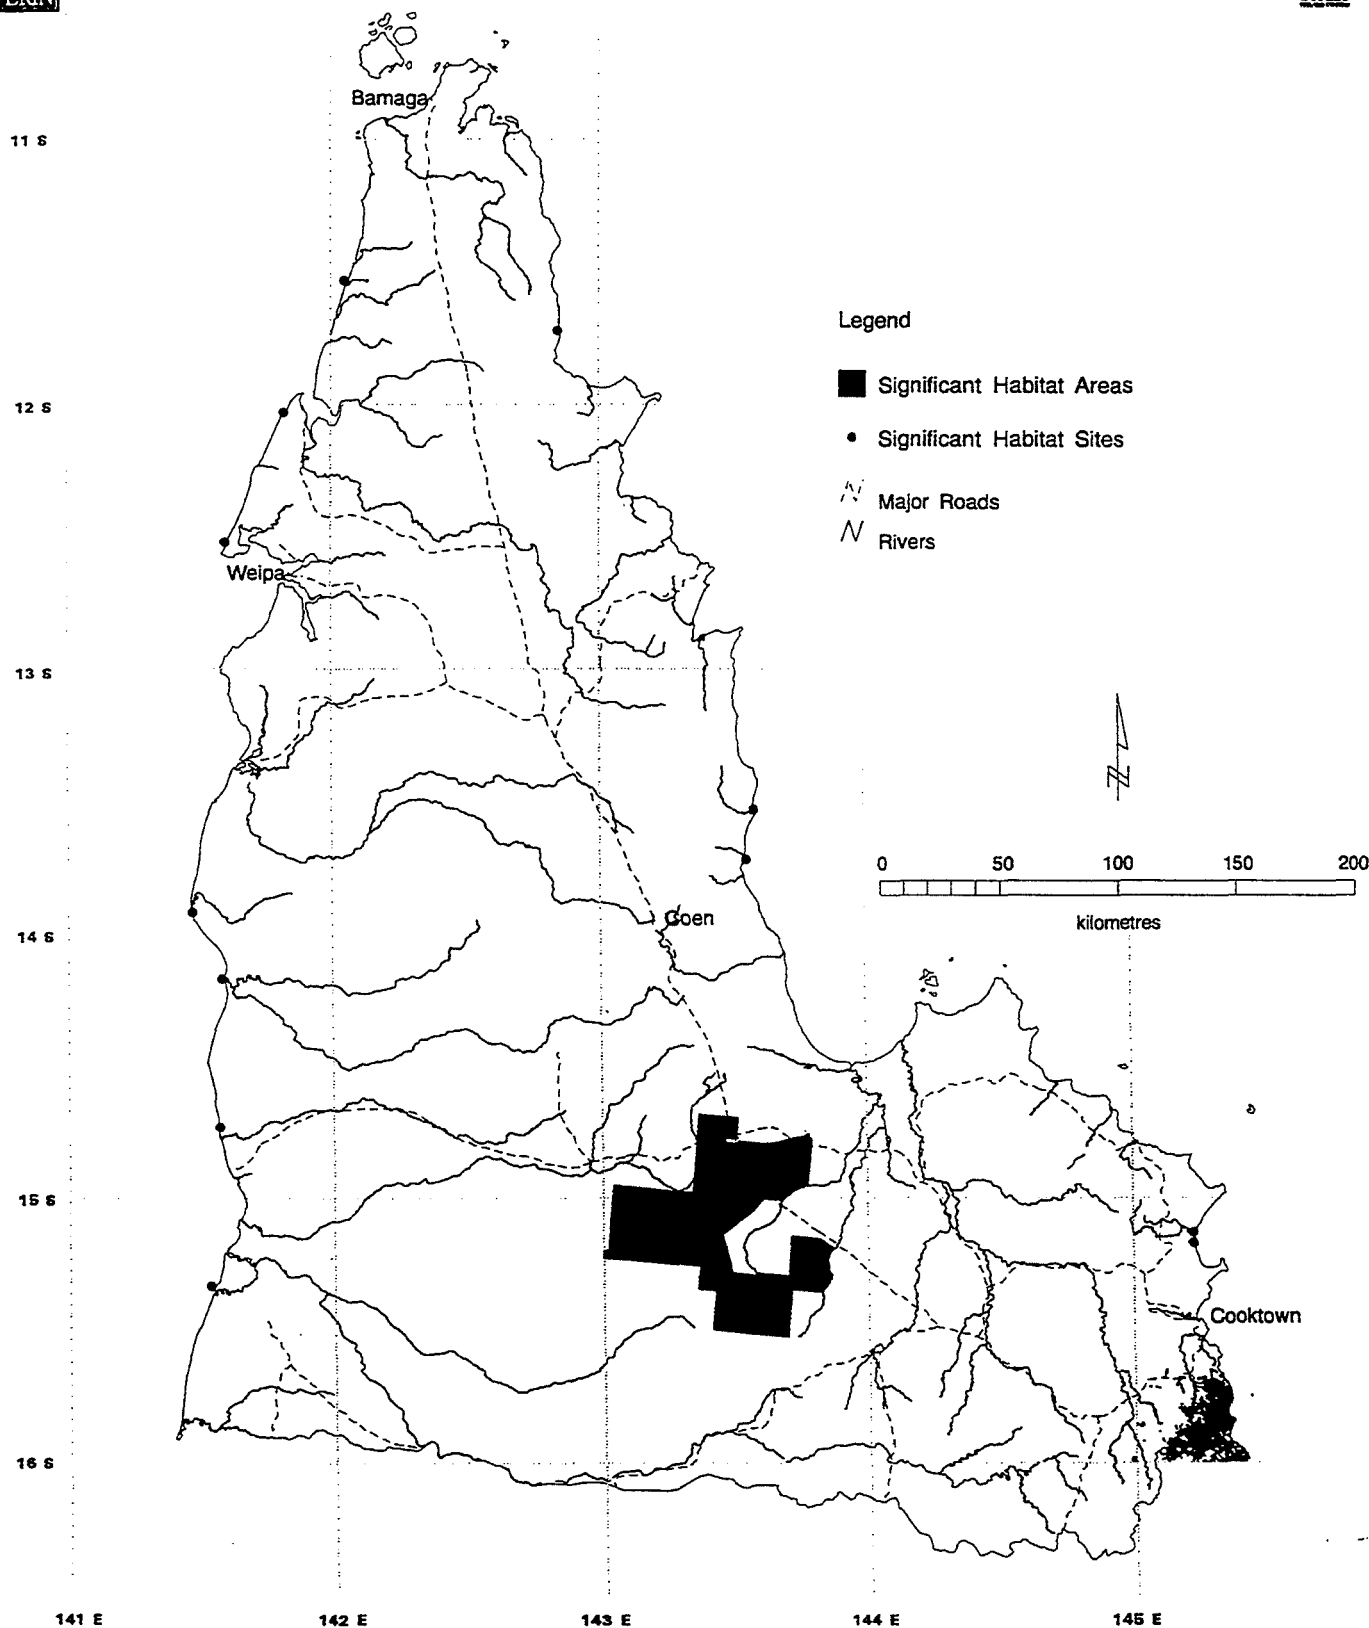 ERIN
Bamaga
11 S
Legend
Significant Habitat Areas
12 S
Significant Habitat Sites
Major Roads
Rivers
Weipa
13 S
N
0 50 100 150 200
kilometres
Coen
14 S
15 S
Cooktown
16 S
141 E 142 E 143 E 144 E 145 E